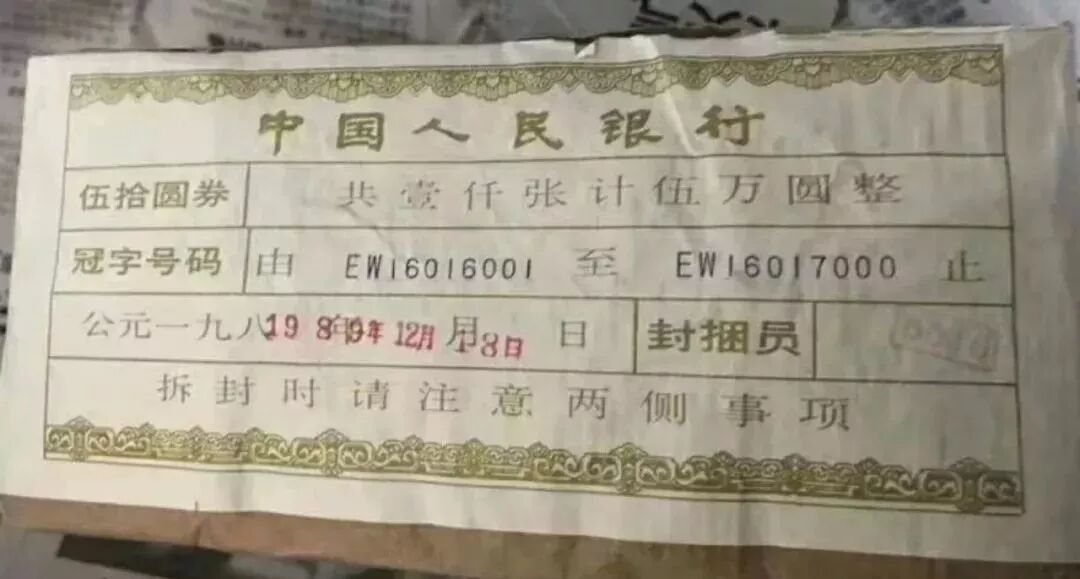 中国人民银行
伍拾圆券 共壹仟张计伍万圆整
冠字号码 由 EW16016001 至 EW16017000 止
公元一九八 年 月 日 封捆员
1989年12月18日
拆封时请注意两侧事项